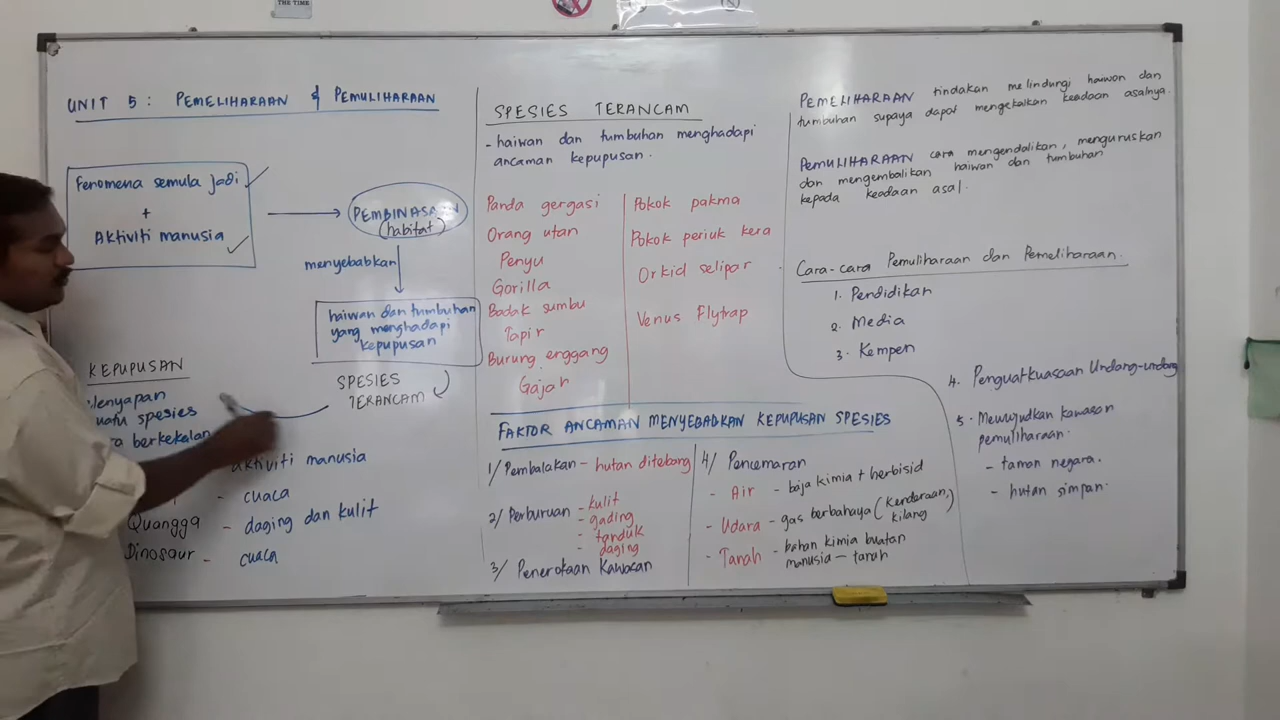 THE TIME
UNIT 5 : PEMELIHARAAN & PEMULIHARAAN
Fenomena semula jadi
+
Aktiviti manusia
PEMBINASAAN
(habitat)
menyebabkan
haiwan dan tumbuhan
yang menghadapi
kepupusan
SPESIES
TERANCAM
KEPUPUSAN
spesies
berkekalan
aktiviti manusia
- cuaca
Quangga - daging dan kulit
Dinosaur - cuaca
SPESIES TERANCAM
- haiwan dan tumbuhan menghadapi
ancaman kepupusan.
Panda gergasi
Orang utan
Penyu
Gorilla
Badak sumbu
Tapir
Burung enggang
Gajah
Pokok pakma
Pokok periuk kera
Orkid selipar
Venus Flytrap
FAKTOR ANCAMAN MENYEBABKAN KEPUPUSAN SPESIES
1/ Pembalakan - hutan ditebang
2/ Perburuan - kulit
- gading
- tanduk
- daging
3/ Penerokaan Kawasan
4/ Pencemaran
- Air - baja kimia + herbisid
- Udara - gas berbahaya (kenderaan,
kilang)
- Tanah - bahan kimia buatan
manusia - tanah
PEMELIHARAAN tindakan melindungi haiwan dan
tumbuhan supaya dapat mengekalkan keadaan asalnya.
PEMULIHARAAN cara mengendalikan, menguruskan
dan mengembalikan haiwan dan tumbuhan
kepada keadaan asal.
Cara-cara Pemuliharaan dan Pemeliharaan.
1. Pendidikan
2. Media
3. Kempen
4. Penguatkuasaan Undang-undang
5. Mewujudkan kawasan
pemuliharaan.
- taman negara.
- hutan simpan.